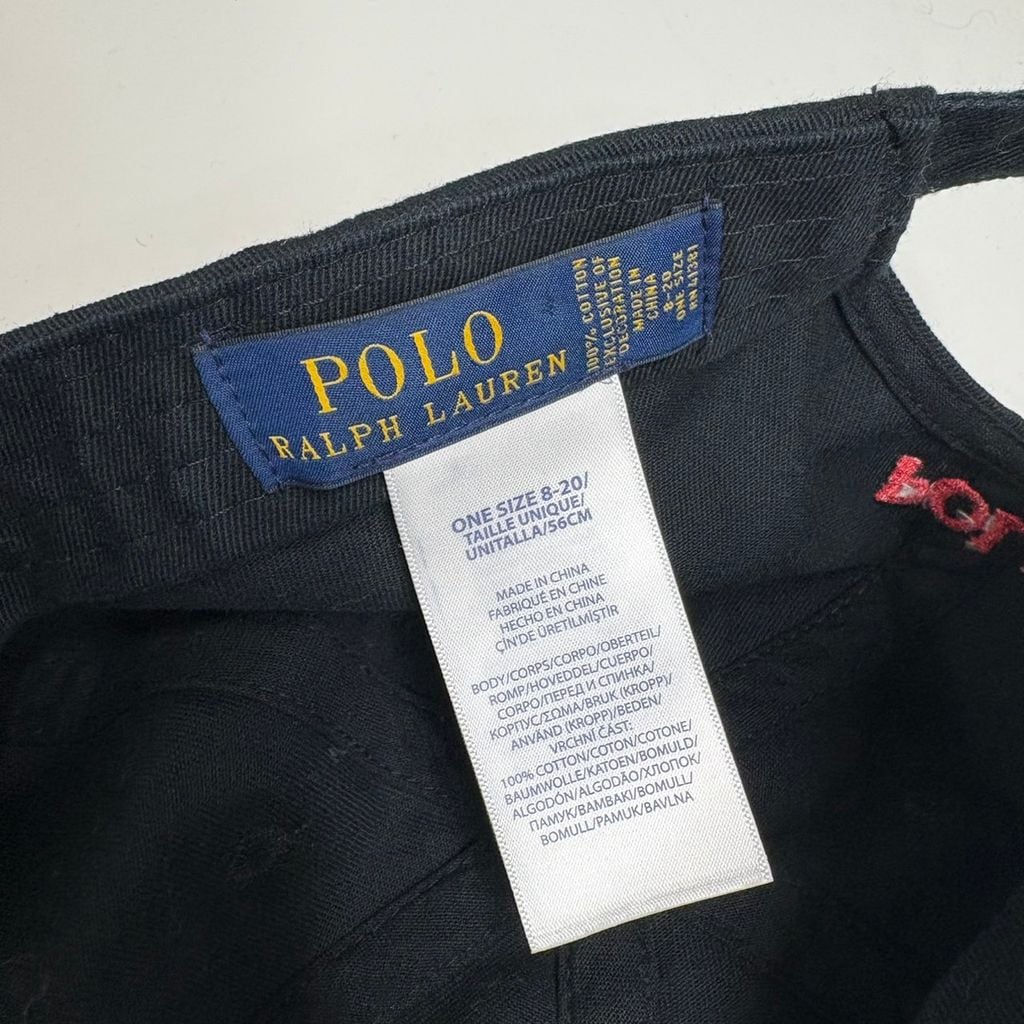 POLO
RALPH LAUREN
100% COTTON
EXCLUSIVE OF
DECORATION
MADE IN
CHINA
8-20
ONE SIZE
RN 41381
ONE SIZE 8-20/
TAILLE UNIQUE/
UNITALLA/56CM
MADE IN CHINA
FABRIQUÉ EN CHINE
HECHO EN CHINA
ÇİN'DE ÜRETİLMİŞTİR
BODY/CORPS/CORPO/OBERTEIL/
ROMP/HOVEDDEL/CUERPO/
CORPO/ПЕРЕД И СПИНКА/
КОРПУС/ΣΩΜΑ/BRUK (KROPP)/
ANVÄND (KROPP)/BEDEN/
VRCHNÍ ČÁST:
100% COTTON/COTON/COTONE/
BAUMWOLLE/KATOEN/BOMULD/
ALGODÓN/ALGODÃO/ХЛОПОК/
ПАМУК/ΒΑΜΒΑΚΙ/BOMULL/
BOMULL/PAMUK/BAVLNA